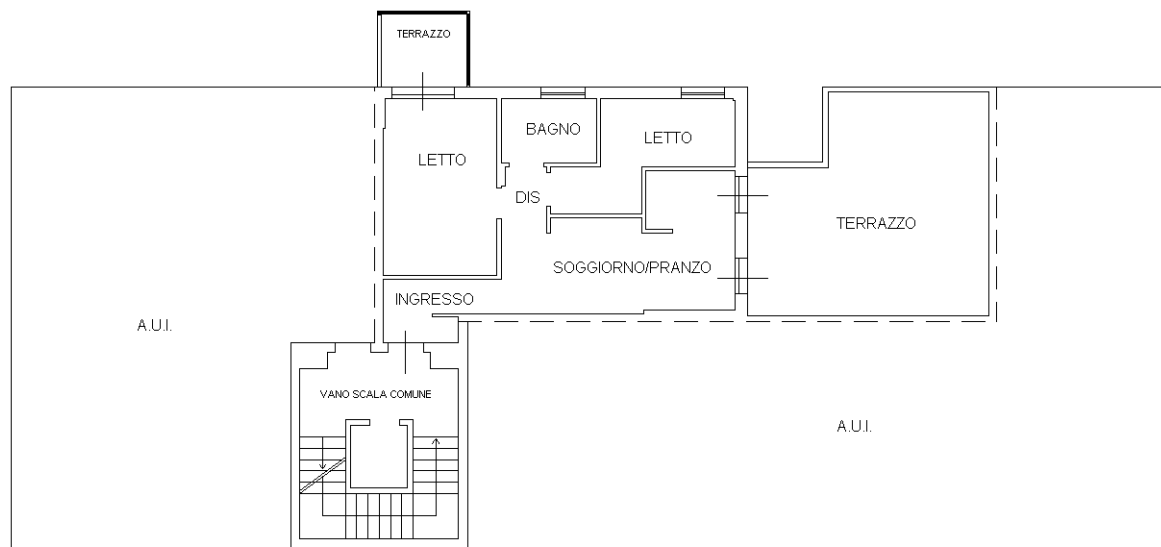 TERRAZZO
BAGNO
LETTO
LETTO
DIS
TERRAZZO
SOGGIORNO/PRANZO
INGRESSO
A.U.I.
VANO SCALA COMUNE
A.U.I.